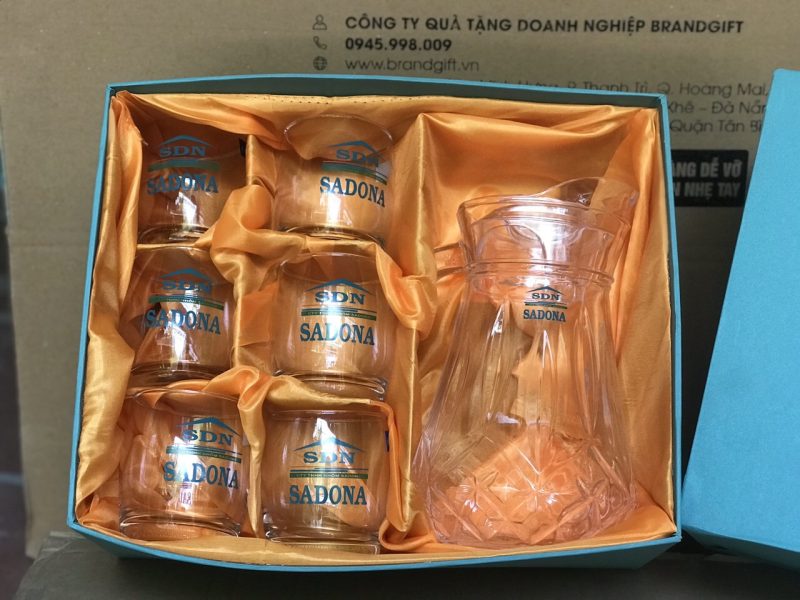 CÔNG TY QUÀ TẶNG DOANH NGHIỆP BRANDGIFT
0945.998.009
www.brandgift.vn
P. Thanh Trì, Q. Hoàng Mai,
Khê – Đà Nẵ
Quận Tân Bì
ÀNG DỄ VỠ
N NHẸ TAY
SDN
SADONA
SDN
SADONA
SDN
SADONA
SDN
SADONA
SDN
SADONA
SDN
SADONA
SDN
SADONA